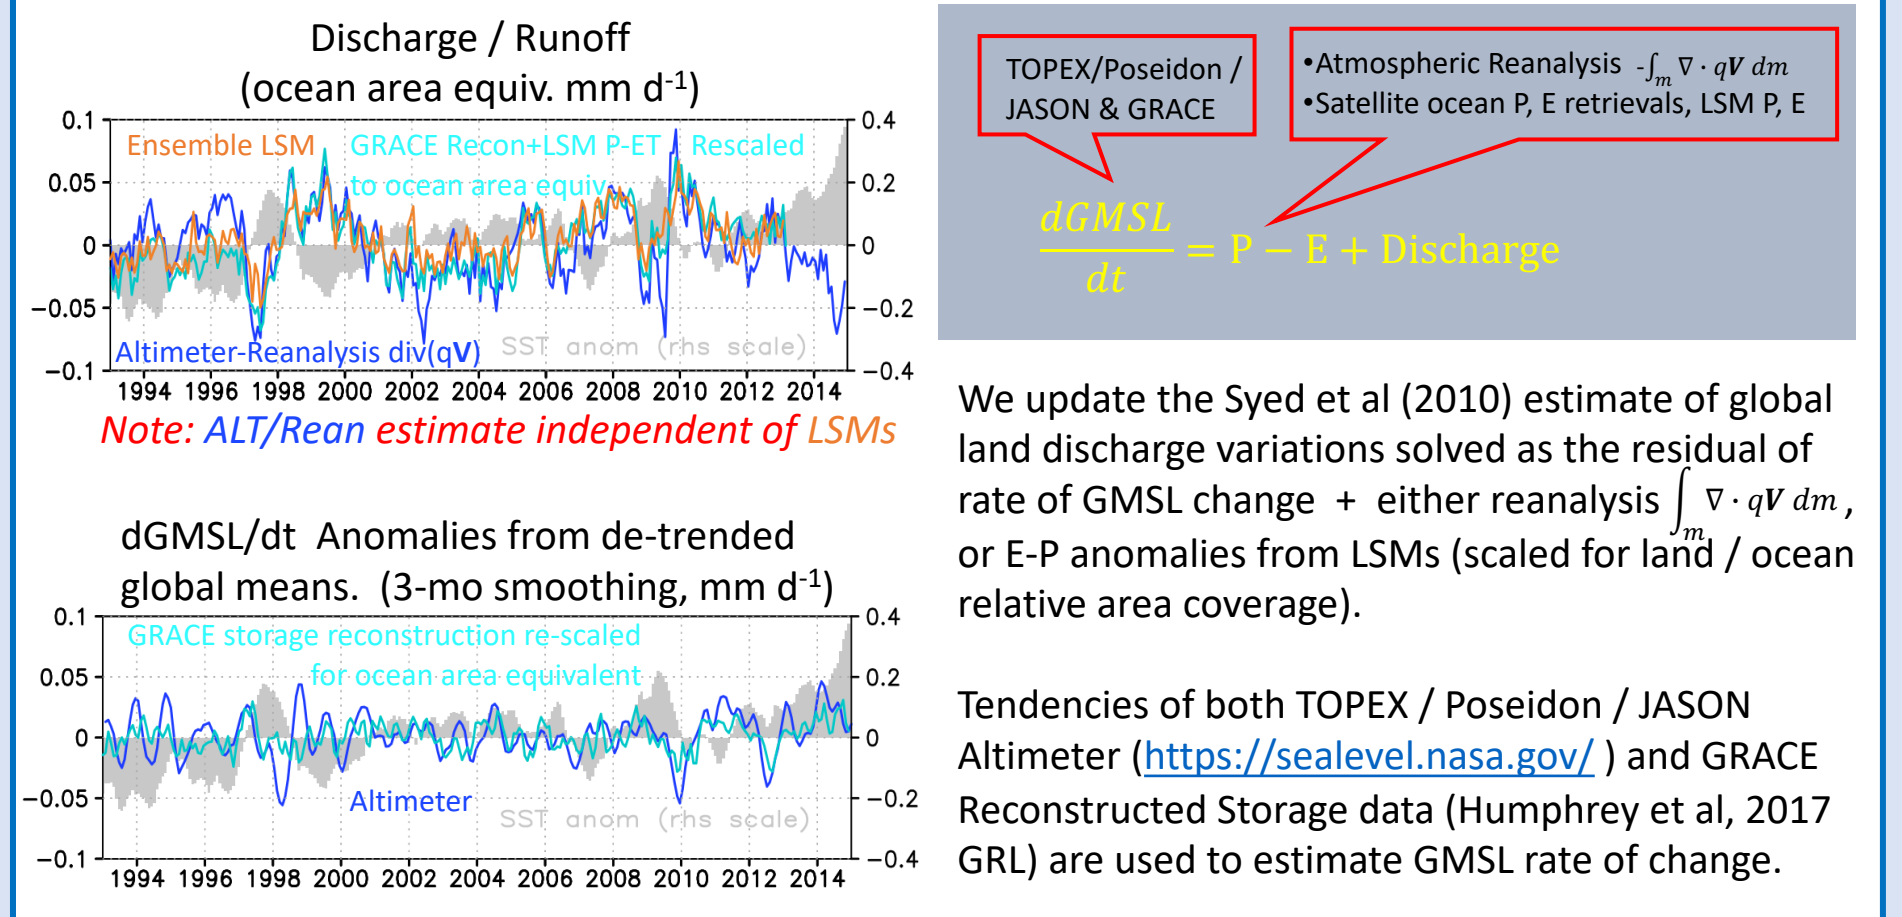 Discharge / Runoff
(ocean area equiv. mm d-1)
0.1
0.05
0
−0.05
−0.1
0.4
0.2
0
−0.2
−0.4
Ensemble LSM
GRACE Recon+LSM P-ET Rescaled
to ocean area equiv.
Altimeter-Reanalysis div(qV)
SST anom (rhs scale)
1994 1996 1998 2000 2002 2004 2006 2008 2010 2012 2014
Note: ALT/Rean estimate independent of LSMs
dGMSL/dt Anomalies from de-trended
global means. (3-mo smoothing, mm d-1)
0.1
0.05
0
−0.05
−0.1
0.4
0.2
0
−0.2
−0.4
GRACE storage reconstruction re-scaled
for ocean area equivalent
Altimeter
SST anom (rhs scale)
1994 1996 1998 2000 2002 2004 2006 2008 2010 2012 2014
TOPEX/Poseidon /
JASON & GRACE
•Atmospheric Reanalysis -∫m ∇ · qV dm
•Satellite ocean P, E retrievals, LSM P, E
dGMSL/dt = P − E + Discharge
We update the Syed et al (2010) estimate of global
land discharge variations solved as the residual of
rate of GMSL change + either reanalysis ∫m ∇ · qV dm ,
or E-P anomalies from LSMs (scaled for land / ocean
relative area coverage).
Tendencies of both TOPEX / Poseidon / JASON
Altimeter (https://sealevel.nasa.gov/ ) and GRACE
Reconstructed Storage data (Humphrey et al, 2017
GRL) are used to estimate GMSL rate of change.